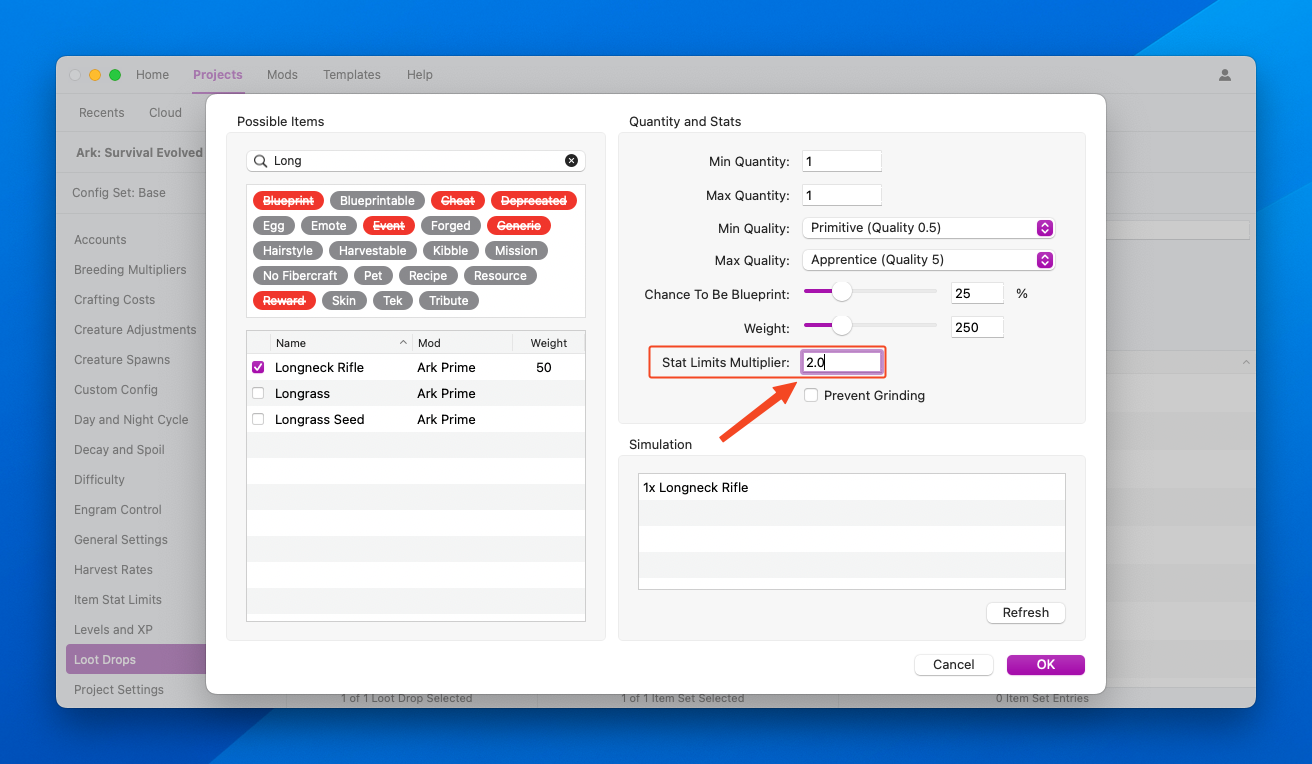 Home Projects Mods Templates Help
Recents Cloud
Ark: Survival Evolved
Config Set: Base
Accounts
Breeding Multipliers
Crafting Costs
Creature Adjustments
Creature Spawns
Custom Config
Day and Night Cycle
Decay and Spoil
Difficulty
Engram Control
General Settings
Harvest Rates
Item Stat Limits
Levels and XP
Loot Drops
Project Settings
Possible Items
Long
Blueprint Blueprintable Cheat Deprecated
Egg Emote Event Forged Generic
Hairstyle Harvestable Kibble Mission
No Fibercraft Pet Recipe Resource
Reward Skin Tek Tribute
Name Mod Weight
Longneck Rifle Ark Prime 50
Longrass Ark Prime
Longrass Seed Ark Prime
Quantity and Stats
Min Quantity: 1
Max Quantity: 1
Min Quality: Primitive (Quality 0.5)
Max Quality: Apprentice (Quality 5)
Chance To Be Blueprint: 25 %
Weight: 250
Stat Limits Multiplier: 2.0
Prevent Grinding
Simulation
1x Longneck Rifle
Refresh
Cancel OK
1 of 1 Loot Drop Selected 1 of 1 Item Set Selected 0 Item Set Entries